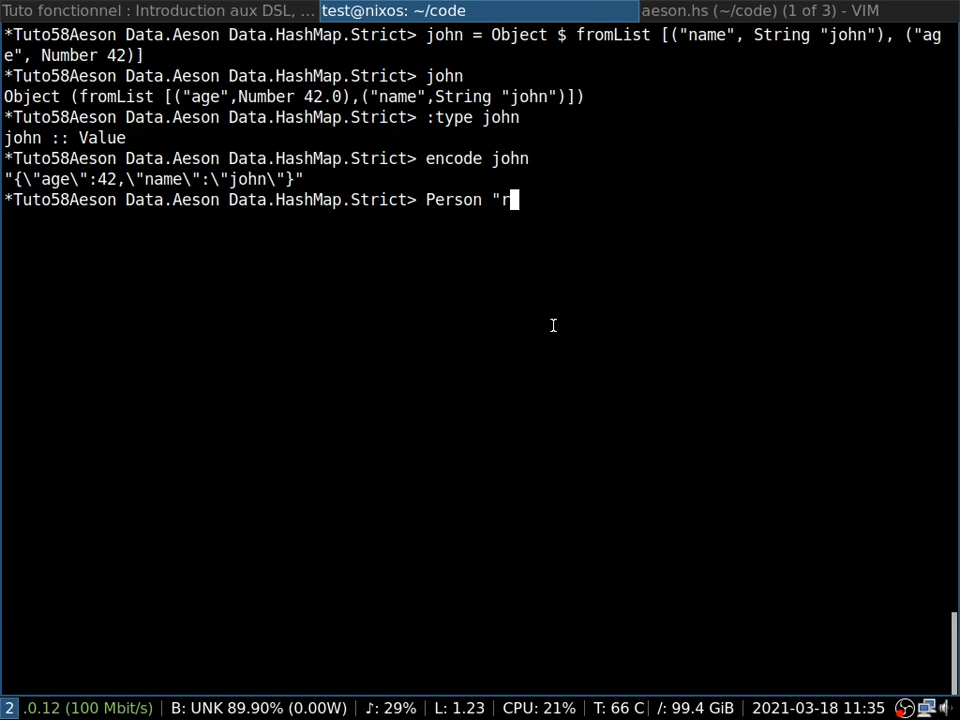 Tuto fonctionnel : Introduction aux DSL, ... test@nixos: ~/code aeson.hs (~/code) (1 of 3) - VIM
*Tuto58Aeson Data.Aeson Data.HashMap.Strict> john = Object $ fromList [("name", String "john"), ("ag
e", Number 42)]
*Tuto58Aeson Data.Aeson Data.HashMap.Strict> john
Object (fromList [("age",Number 42.0),("name",String "john")])
*Tuto58Aeson Data.Aeson Data.HashMap.Strict> :type john
john :: Value
*Tuto58Aeson Data.Aeson Data.HashMap.Strict> encode john
"{\"age\":42,\"name\":\"john\"}"
*Tuto58Aeson Data.Aeson Data.HashMap.Strict> Person "r
2 .0.12 (100 Mbit/s) | B: UNK 89.90% (0.00W) | ♪: 29% | L: 1.23 | CPU: 21% | T: 66 C | /: 99.4 GiB | 2021-03-18 11:35